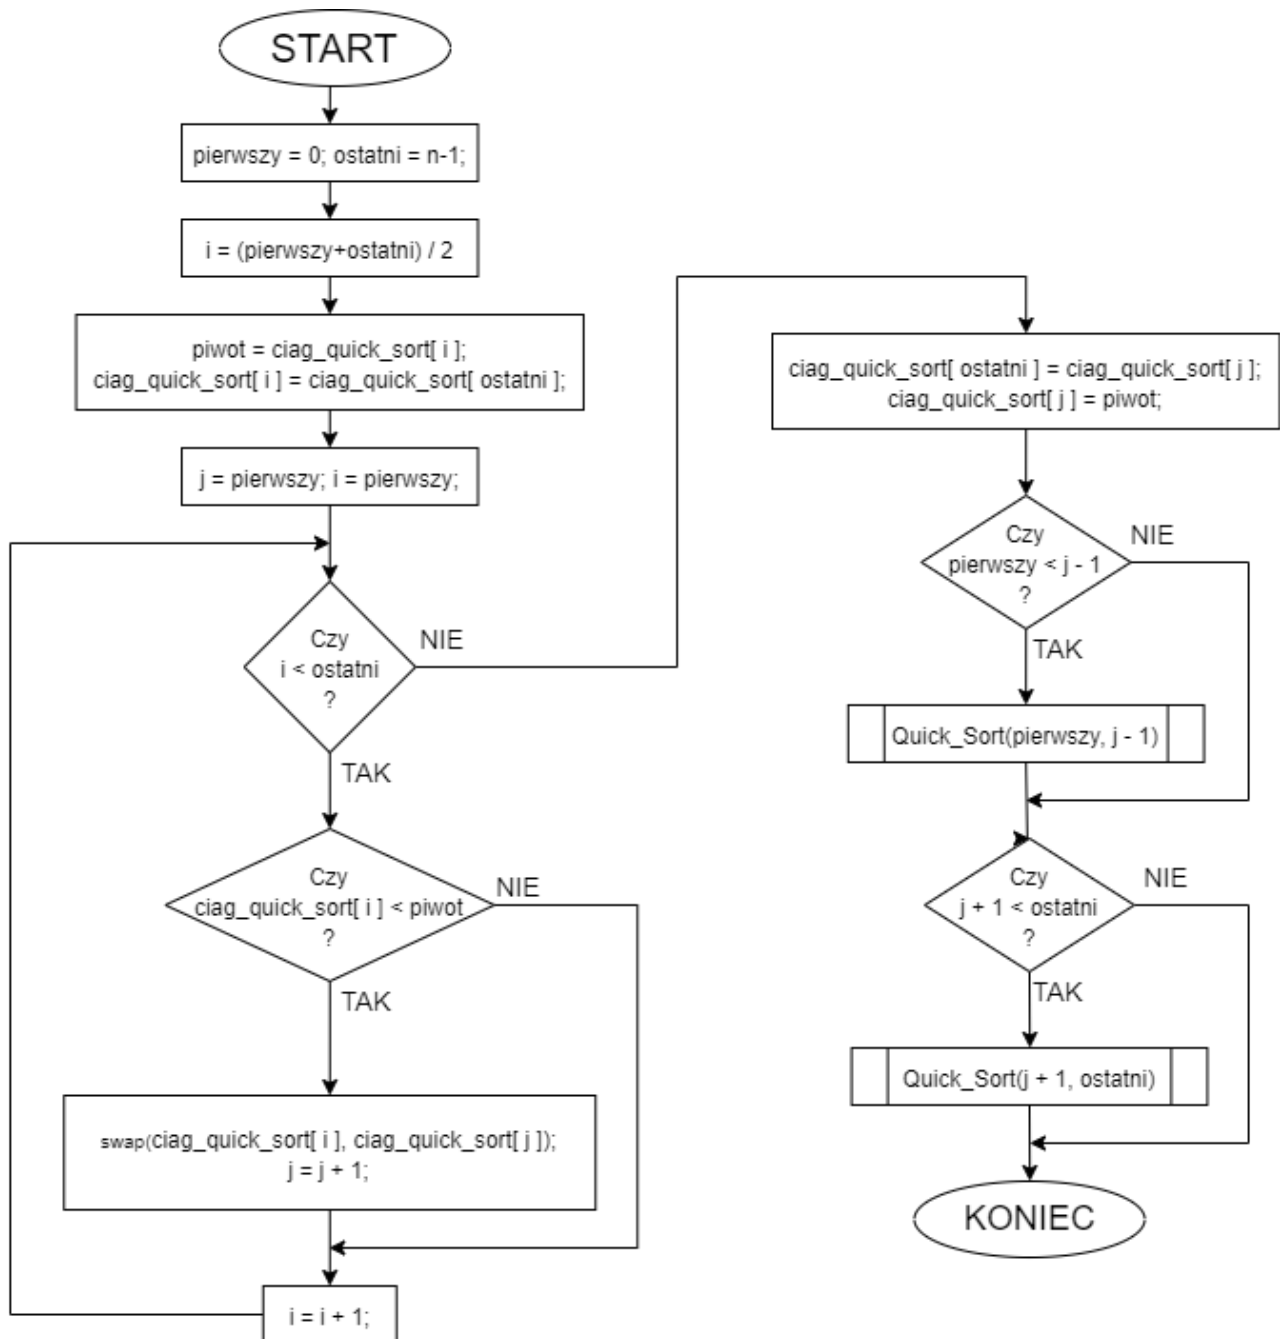 START
pierwszy = 0; ostatni = n-1;
i = (pierwszy+ostatni) / 2
piwot = ciag_quick_sort[ i ];
ciag_quick_sort[ i ] = ciag_quick_sort[ ostatni ];
j = pierwszy; i = pierwszy;
Czy
i < ostatni
?
NIE
TAK
Czy
ciag_quick_sort[ i ] < piwot
?
NIE
TAK
swap(ciag_quick_sort[ i ], ciag_quick_sort[ j ]);
j = j + 1;
i = i + 1;
ciag_quick_sort[ ostatni ] = ciag_quick_sort[ j ];
ciag_quick_sort[ j ] = piwot;
Czy
pierwszy < j - 1
?
NIE
TAK
Quick_Sort(pierwszy, j - 1)
Czy
j + 1 < ostatni
?
NIE
TAK
Quick_Sort(j + 1, ostatni)
KONIEC